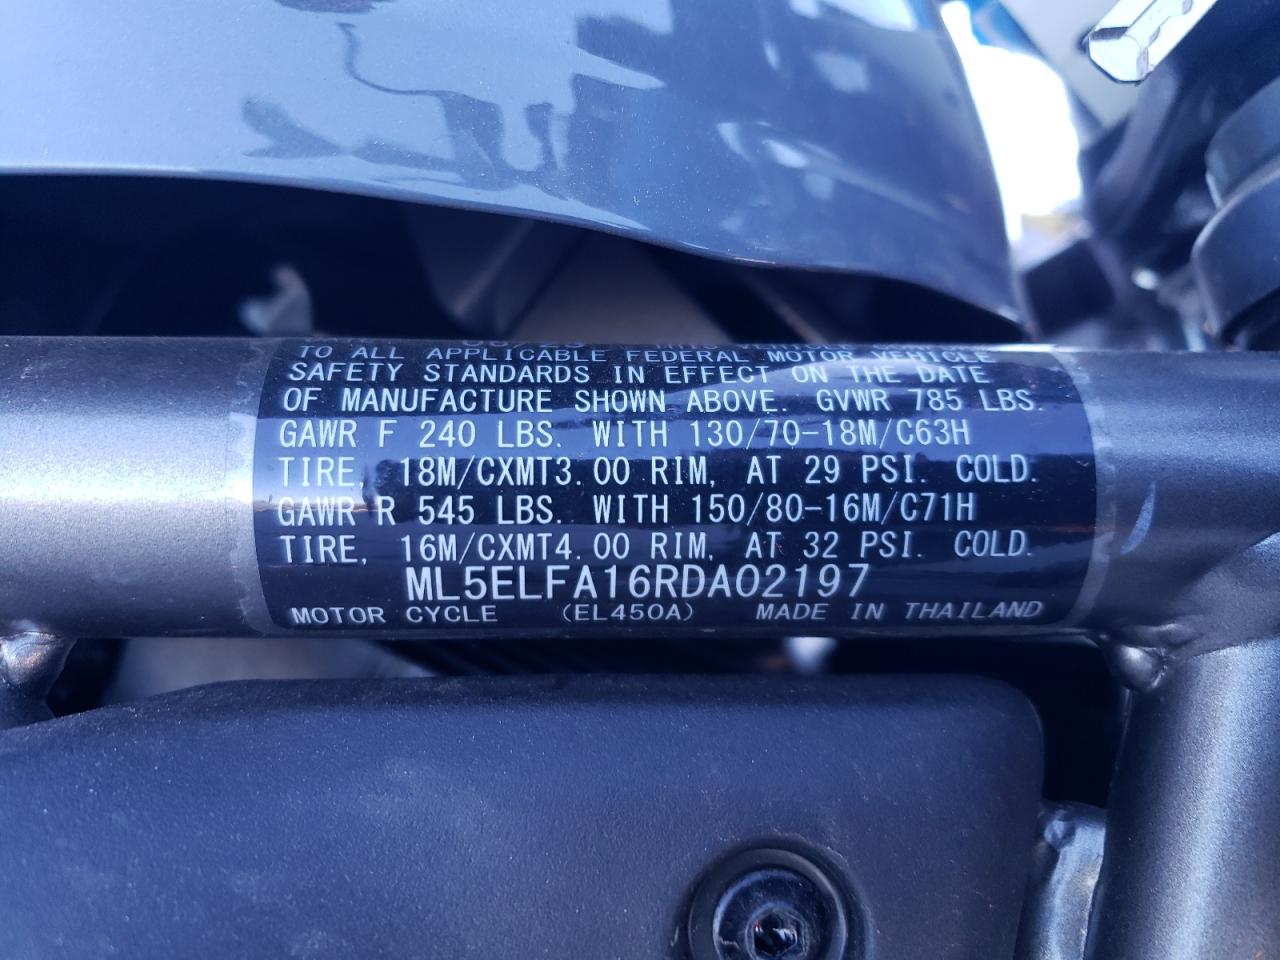 TO ALL APPLICABLE FEDERAL MOTOR VEHICLE
SAFETY STANDARDS IN EFFECT ON THE DATE
OF MANUFACTURE SHOWN ABOVE. GVWR 785 LBS.
GAWR F 240 LBS. WITH 130/70-18M/C63H
TIRE, 18M/CXMT3.00 RIM, AT 29 PSI. COLD.
GAWR R 545 LBS. WITH 150/80-16M/C71H
TIRE, 16M/CXMT4.00 RIM, AT 32 PSI. COLD.
ML5ELFA16RDA02197
MOTOR CYCLE (EL450A) MADE IN THAILAND